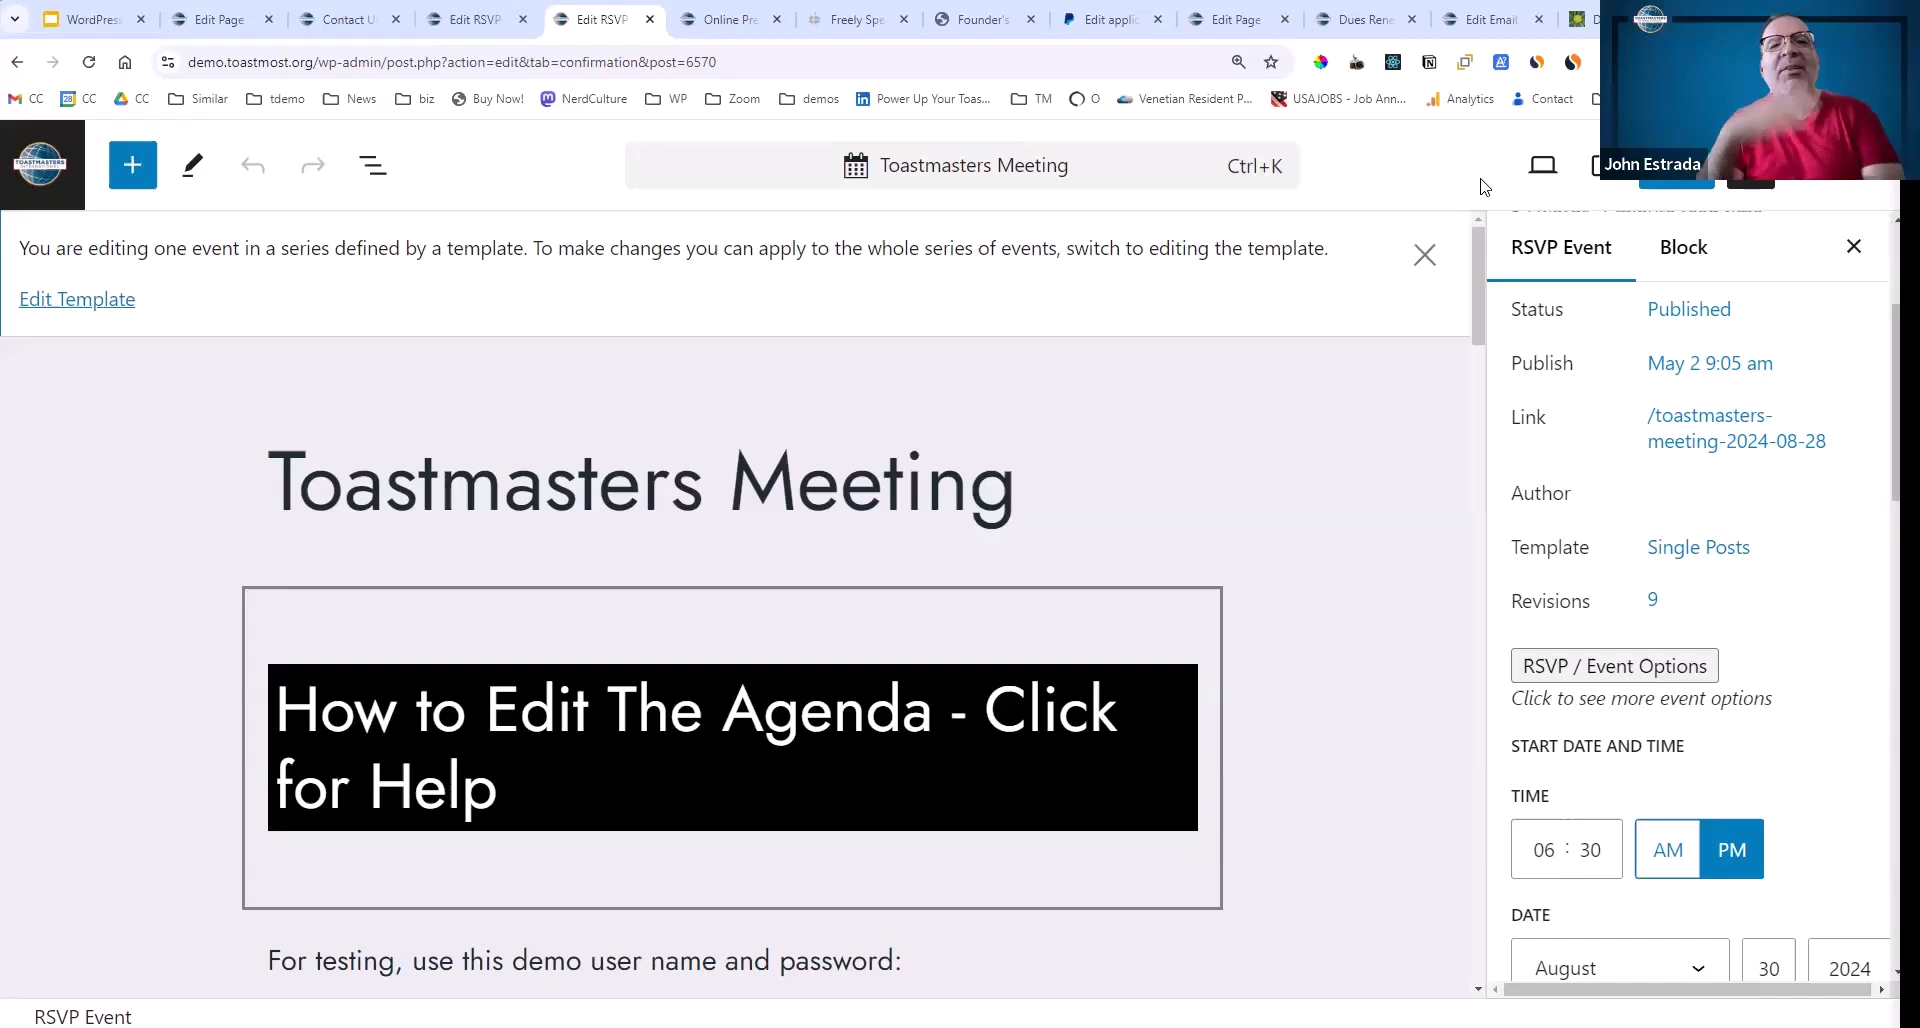 WordPress
Edit Page
Contact U
Edit RSVP
Edit RSVP
Online Pre
Freely Spe
Founder's
Edit applic
Edit Page
Dues Rene
Edit Email
demo.toastmost.org/wp-admin/post.php?action=edit&tab=confirmation&post=6570
CC
CC
CC
Similar
tdemo
News
biz
Buy Now!
NerdCulture
WP
Zoom
demos
Power Up Your Toas...
TM
O
Venetian Resident P...
USAJOBS - Job Ann...
Analytics
Contact
John Estrada
TOASTMASTERS
INTERNATIONAL
Toastmasters Meeting
Ctrl+K
You are editing one event in a series defined by a template. To make changes you can apply to the whole series of events, switch to editing the template.
Edit Template
Toastmasters Meeting
How to Edit The Agenda - Click
for Help
For testing, use this demo user name and password:
RSVP Event
Block
Status
Published
Publish
May 2 9:05 am
Link
/toastmasters-
meeting-2024-08-28
Author
Template
Single Posts
Revisions
9
RSVP / Event Options
Click to see more event options
START DATE AND TIME
TIME
06 : 30
AM
PM
DATE
August
30
2024
RSVP Event